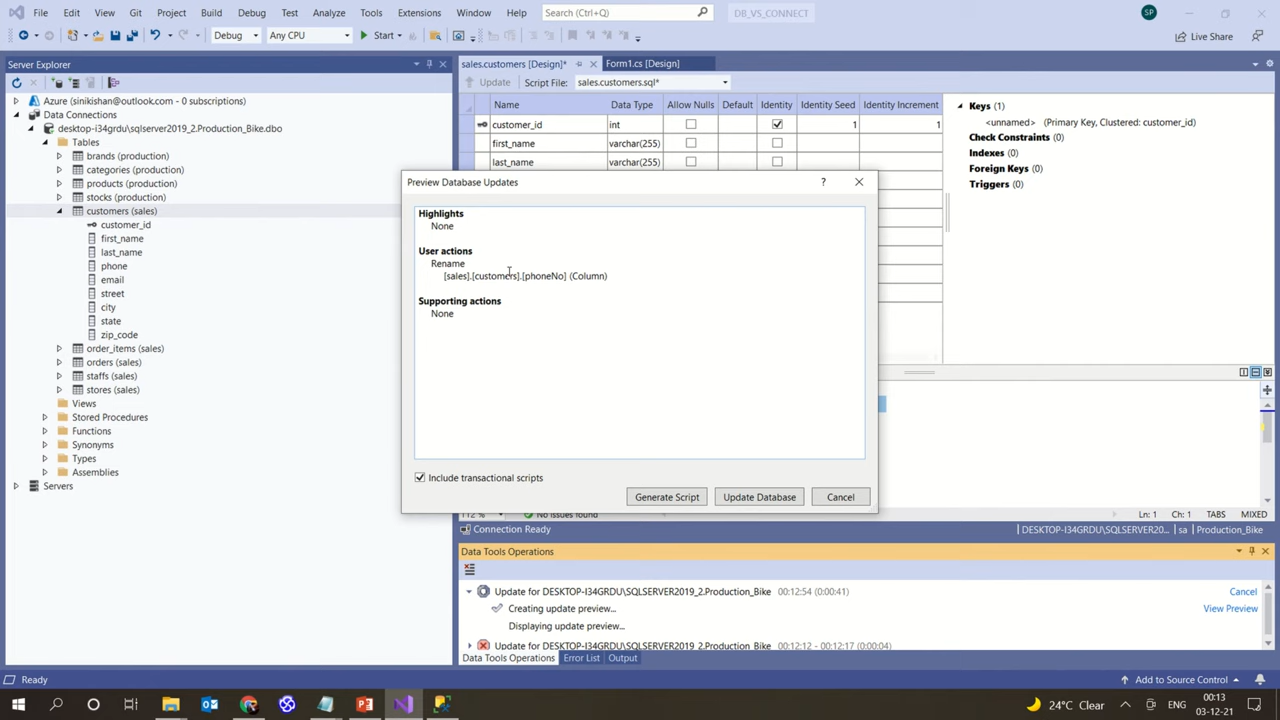 File Edit View Git Project Build Debug Test Analyze Tools Extensions Window Help Search (Ctrl+Q) DB_VS_CONNECT SP
Debug Any CPU Start Live Share
Server Explorer
Azure (sinikishan@outlook.com - 0 subscriptions)
Data Connections
desktop-i34grdu\sqlserver2019_2.Production_Bike.dbo
Tables
brands (production)
categories (production)
products (production)
stocks (production)
customers (sales)
customer_id
first_name
last_name
phone
email
street
city
state
zip_code
order_items (sales)
orders (sales)
staffs (sales)
stores (sales)
Views
Stored Procedures
Functions
Synonyms
Types
Assemblies
Servers
sales.customers [Design]* Form1.cs [Design]
Update Script File: sales.customers.sql*
Name Data Type Allow Nulls Default Identity Identity Seed Identity Increment
customer_id int 1 1
first_name varchar(255)
last_name varchar(255)
Keys (1)
<unnamed> (Primary Key, Clustered: customer_id)
Check Constraints (0)
Indexes (0)
Foreign Keys (0)
Triggers (0)
Preview Database Updates ?
Highlights
None
User actions
Rename
[sales].[customers].[phoneNo] (Column)
Supporting actions
None
Include transactional scripts
Generate Script Update Database Cancel
112 % No issues found Ln: 1 Ch: 1 TABS MIXED
Connection Ready DESKTOP-I34GRDU\SQLSERVER20... sa Production_Bike
Data Tools Operations
Update for DESKTOP-I34GRDU\SQLSERVER2019_2.Production_Bike 00:12:54 (0:00:41) Cancel
Creating update preview... View Preview
Displaying update preview...
Update for DESKTOP-I34GRDU\SQLSERVER2019_2.Production_Bike 00:12:12 - 00:12:17 (0:00:04)
Data Tools Operations Error List Output
Ready Add to Source Control
24°C Clear ENG 00:13
03-12-21